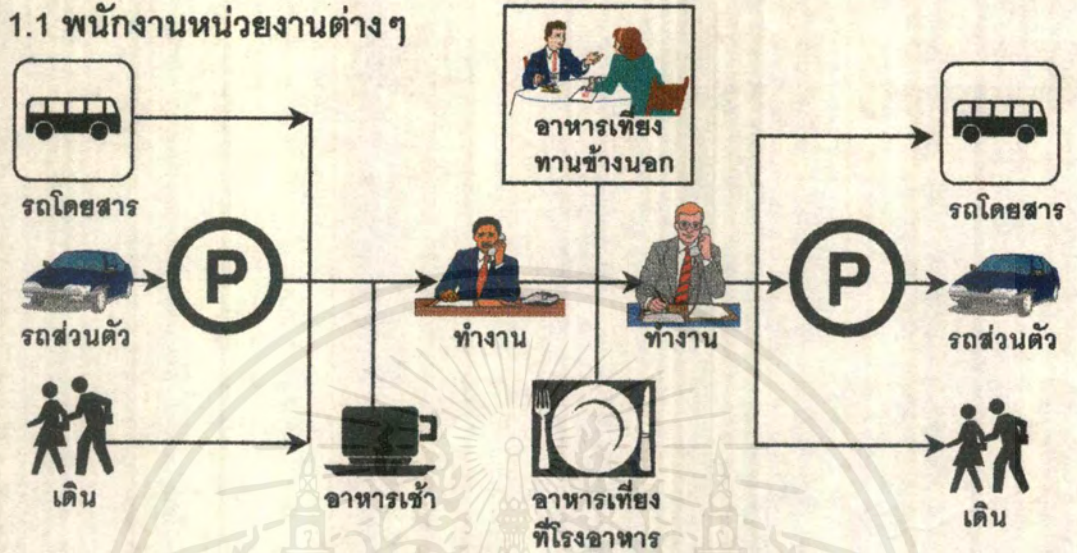 1.1 พนักงานหน่วยงานต่างๆ
อาหารเที่ยง
ทานข้างนอก
รถโดยสาร
รถโดยสาร
P
P
รถส่วนตัว
ทำงาน
ทำงาน
รถส่วนตัว
เดิน
อาหารเช้า
อาหารเที่ยง
ที่โรงอาหาร
เดิน